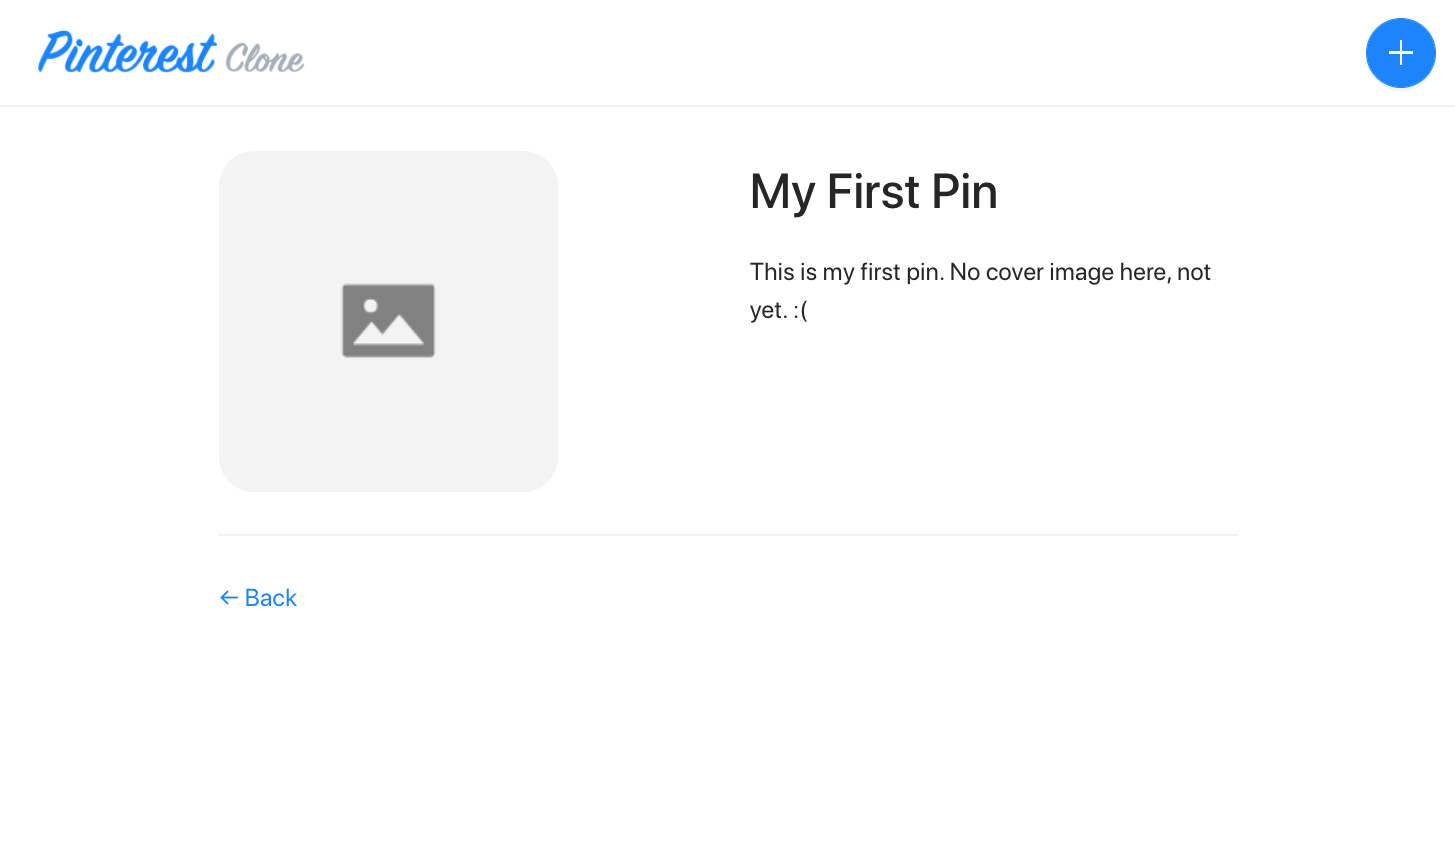 Pinterest Clone
My First Pin
This is my first pin. No cover image here, not
yet. :(
← Back